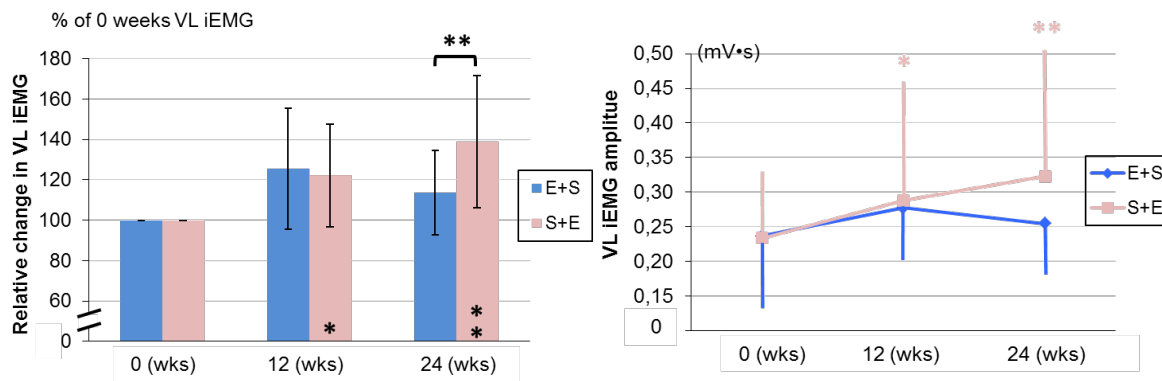 % of 0 weeks VL iEMG
Relative change in VL iEMG
180
160
140
120
100
80
60
0
**
*
*
*
0 (wks)
12 (wks)
24 (wks)
E+S
S+E
(mV•s)
VL iEMG amplitue
0,50
0,45
0,40
0,35
0,30
0,25
0,20
0,15
0
*
**
0 (wks)
12 (wks)
24 (wks)
E+S
S+E